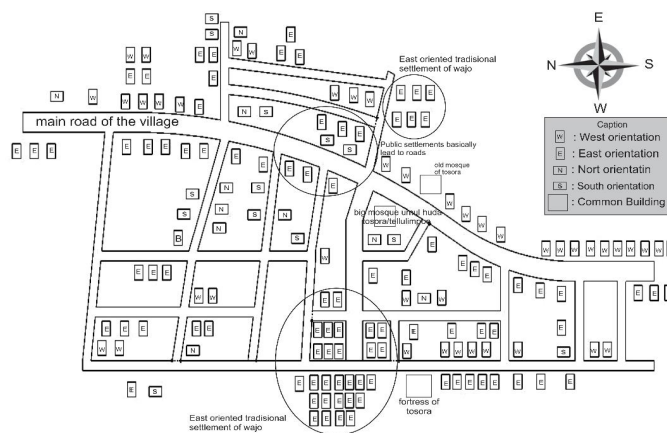 E
N
S
W
East oriented tradisional
settlement of wajo
main road of the village
Public settlements basically
lead to roads
old mosque
of tosora
big mosque umul huda
tosora/tellulimpoe
Caption
W : West orientation
E : East orientation
N : Nort orientatin
S : South orientation
: Common Building
East oriented tradisional
settlement of wajo
fortress of
tosora